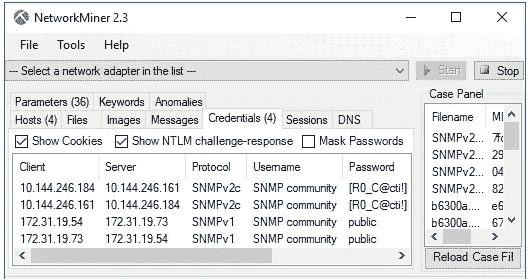 NetworkMiner 2.3
File Tools Help
--- Select a network adapter in the list ---
Start
Stop
Parameters (36) Keywords Anomalies
Hosts (4) Files Images Messages Credentials (4) Sessions DNS
Show Cookies Show NTLM challenge-response Mask Passwords
Client Server Protocol Username Password
10.144.246.184 10.144.246.161 SNMPv2c SNMP community [R0_C@cti!]
10.144.246.161 10.144.246.184 SNMPv2c SNMP community [R0_C@cti!]
172.31.19.54 172.31.19.73 SNMPv1 SNMP community public
172.31.19.73 172.31.19.54 SNMPv1 SNMP community public
Case Panel
Filename
SNMPv2...
SNMPv2... 29
SNMPv2... 04
SNMPv2... 82
b6300a.... e6
b6300a.... 67
Reload Case Fil